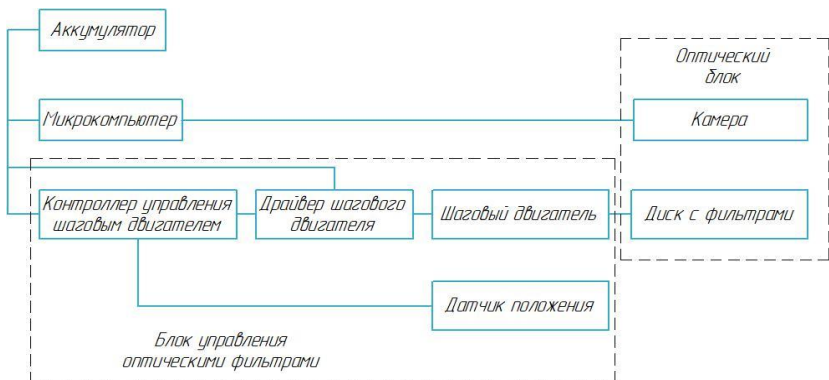 Аккумулятор
Оптический
блок
Микрокомпьютер
Камера
Контроллер управления
шаговым двигателем
Драйвер шагового
двигателя
Шаговый двигатель
Диск с фильтрами
Датчик положения
Блок управления
оптическими фильтрами